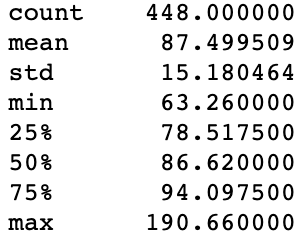 count 448.000000
mean 87.499509
std 15.180464
min 63.260000
25% 78.517500
50% 86.620000
75% 94.097500
max 190.660000